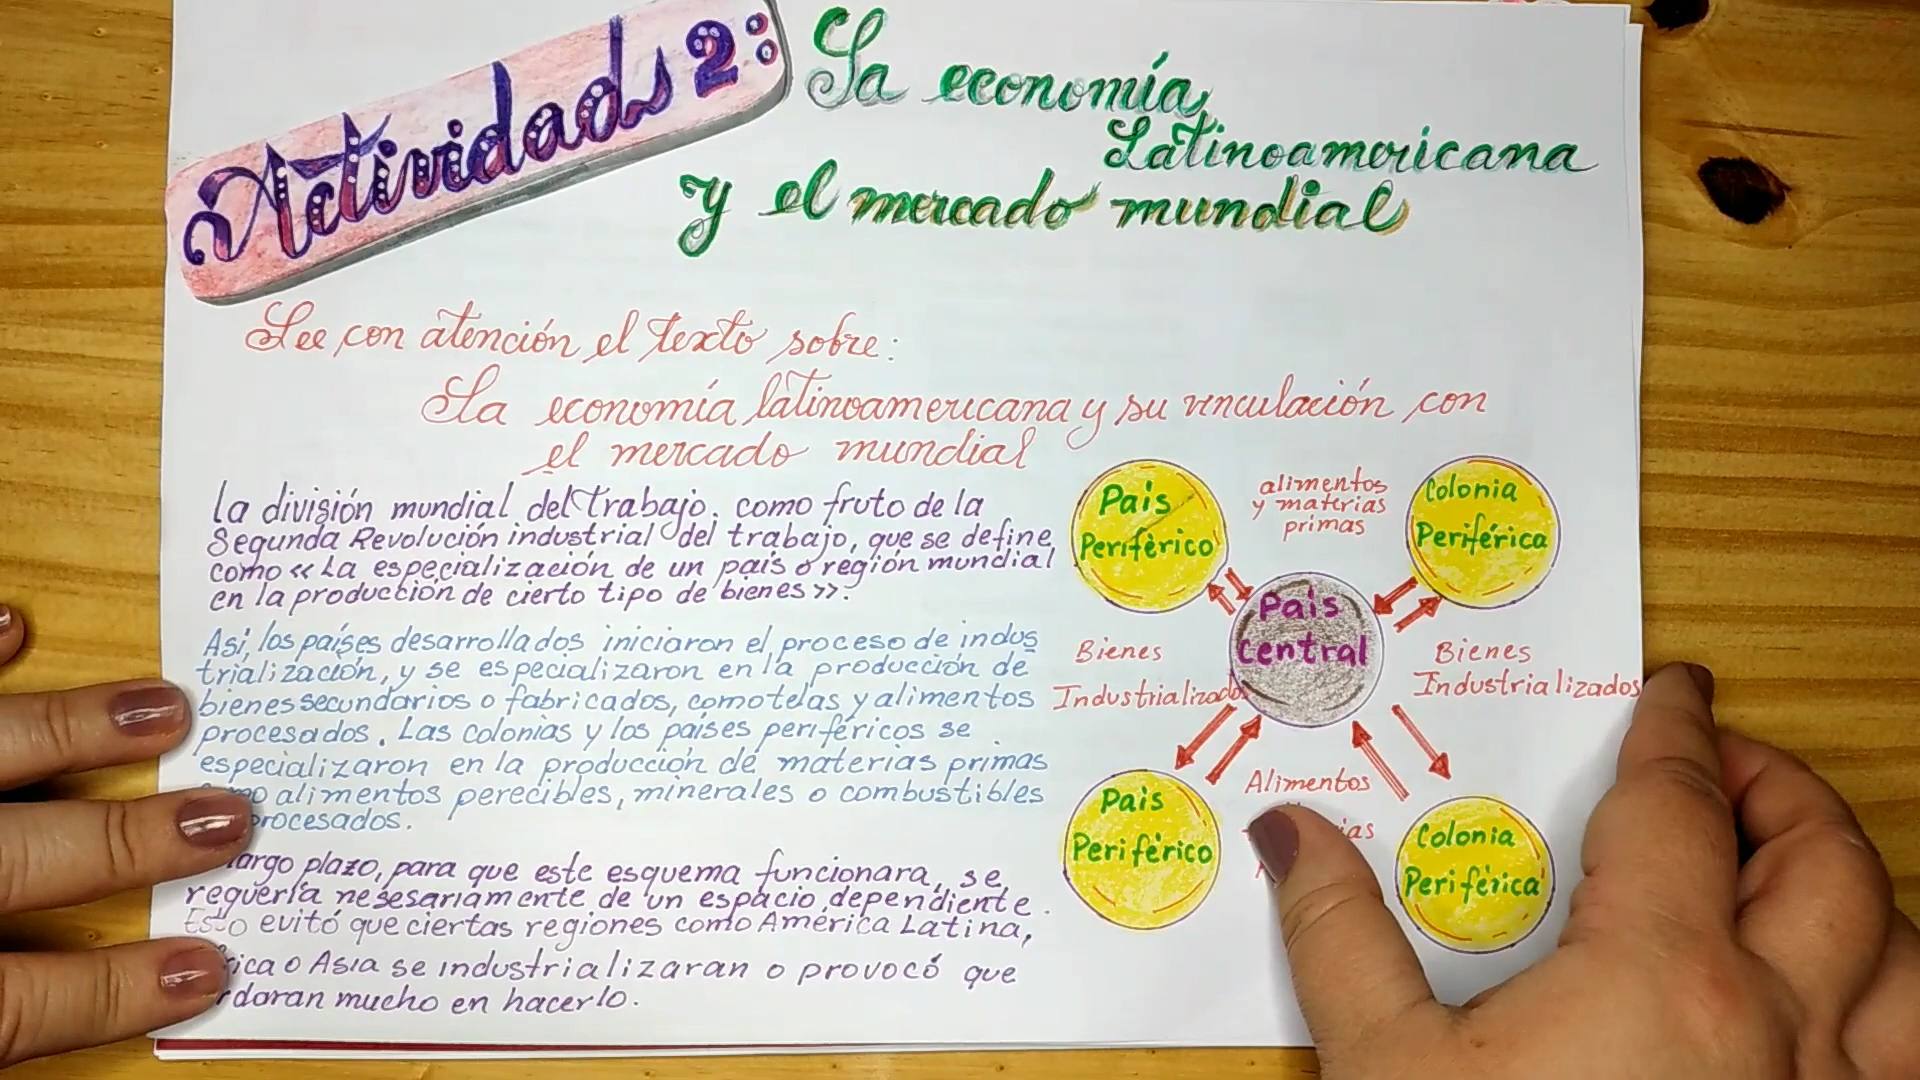 Actividad 2:
La economía
Latinoamericana
y el mercado mundial
Lee con atención el texto sobre:
La economía latinoamericana y su vinculación con
el mercado mundial
La división mundial del trabajo, como fruto de la
Segunda Revolución industrial del trabajo, que se define
como «La especialización de un país o región mundial
en la producción de cierto tipo de bienes».
Así, los países desarrollados iniciaron el proceso de indus
trialización, y se especializaron en la producción de
bienes secundarios o fabricados, como telas y alimentos
procesados. Las colonias y los países periféricos se
especializaron en la producción de materias primas
alimentos perecibles, minerales o combustibles
procesados.
largo plazo, para que este esquema funcionara, se
requería nesesariamente de un espacio dependiente.
Esto evitó que ciertas regiones como América Latina,
rica o Asia se industrializaran o provocó que
rdaran mucho en hacerlo.
País
Periférico
alimentos
y materias
primas
Colonia
Periférica
País
Central
Bienes
Industrializados
Bienes
Industrializados
País
Periférico
Alimentos
ias
Colonia
Periférica